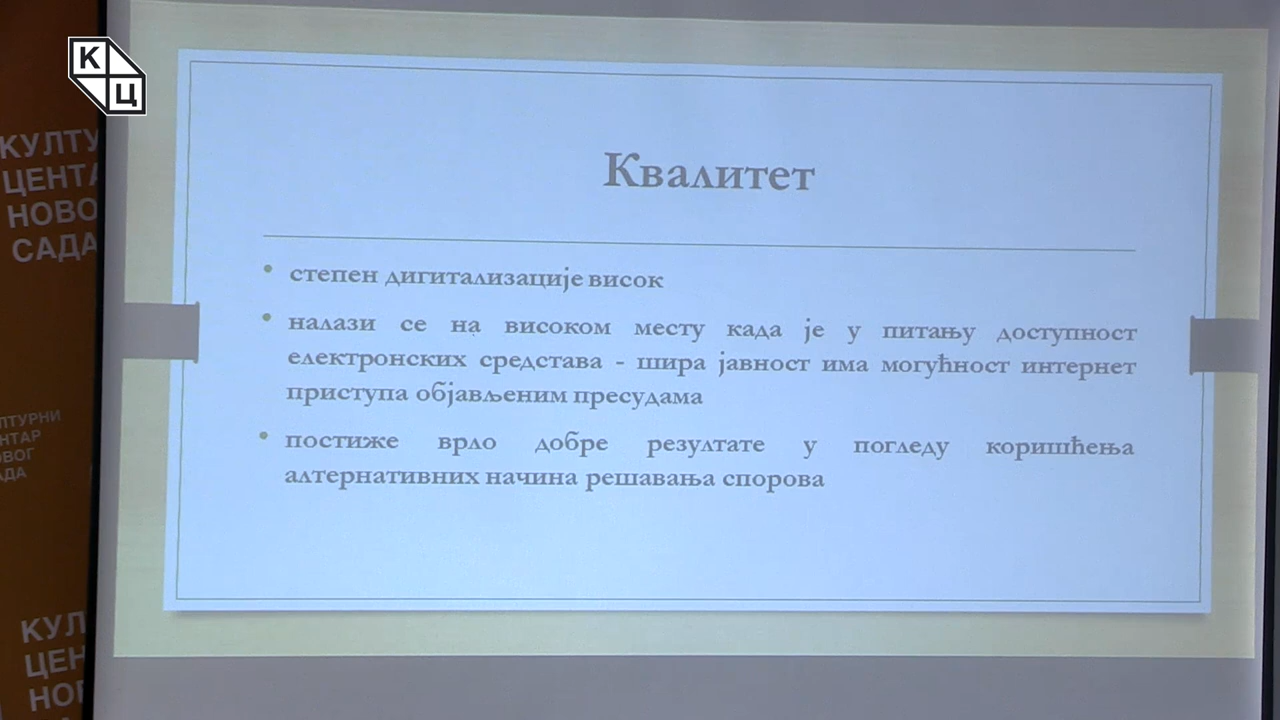 К
Ц
КУЛТУ
ЦЕНТА
НОВО
САДА
Квалитет
• степен дигитализације висок
• налази се на високом месту када је у питању доступност
електронских средстава - шира јавност има могућност интернет
приступа објављеним пресудама
• постиже врло добре резултате у погледу коришћења
алтернативних начина решавања спорова
ЛТУРНИ
НТАР
ОВОГ
АДА
КУЛ
ЦЕН
НОВ